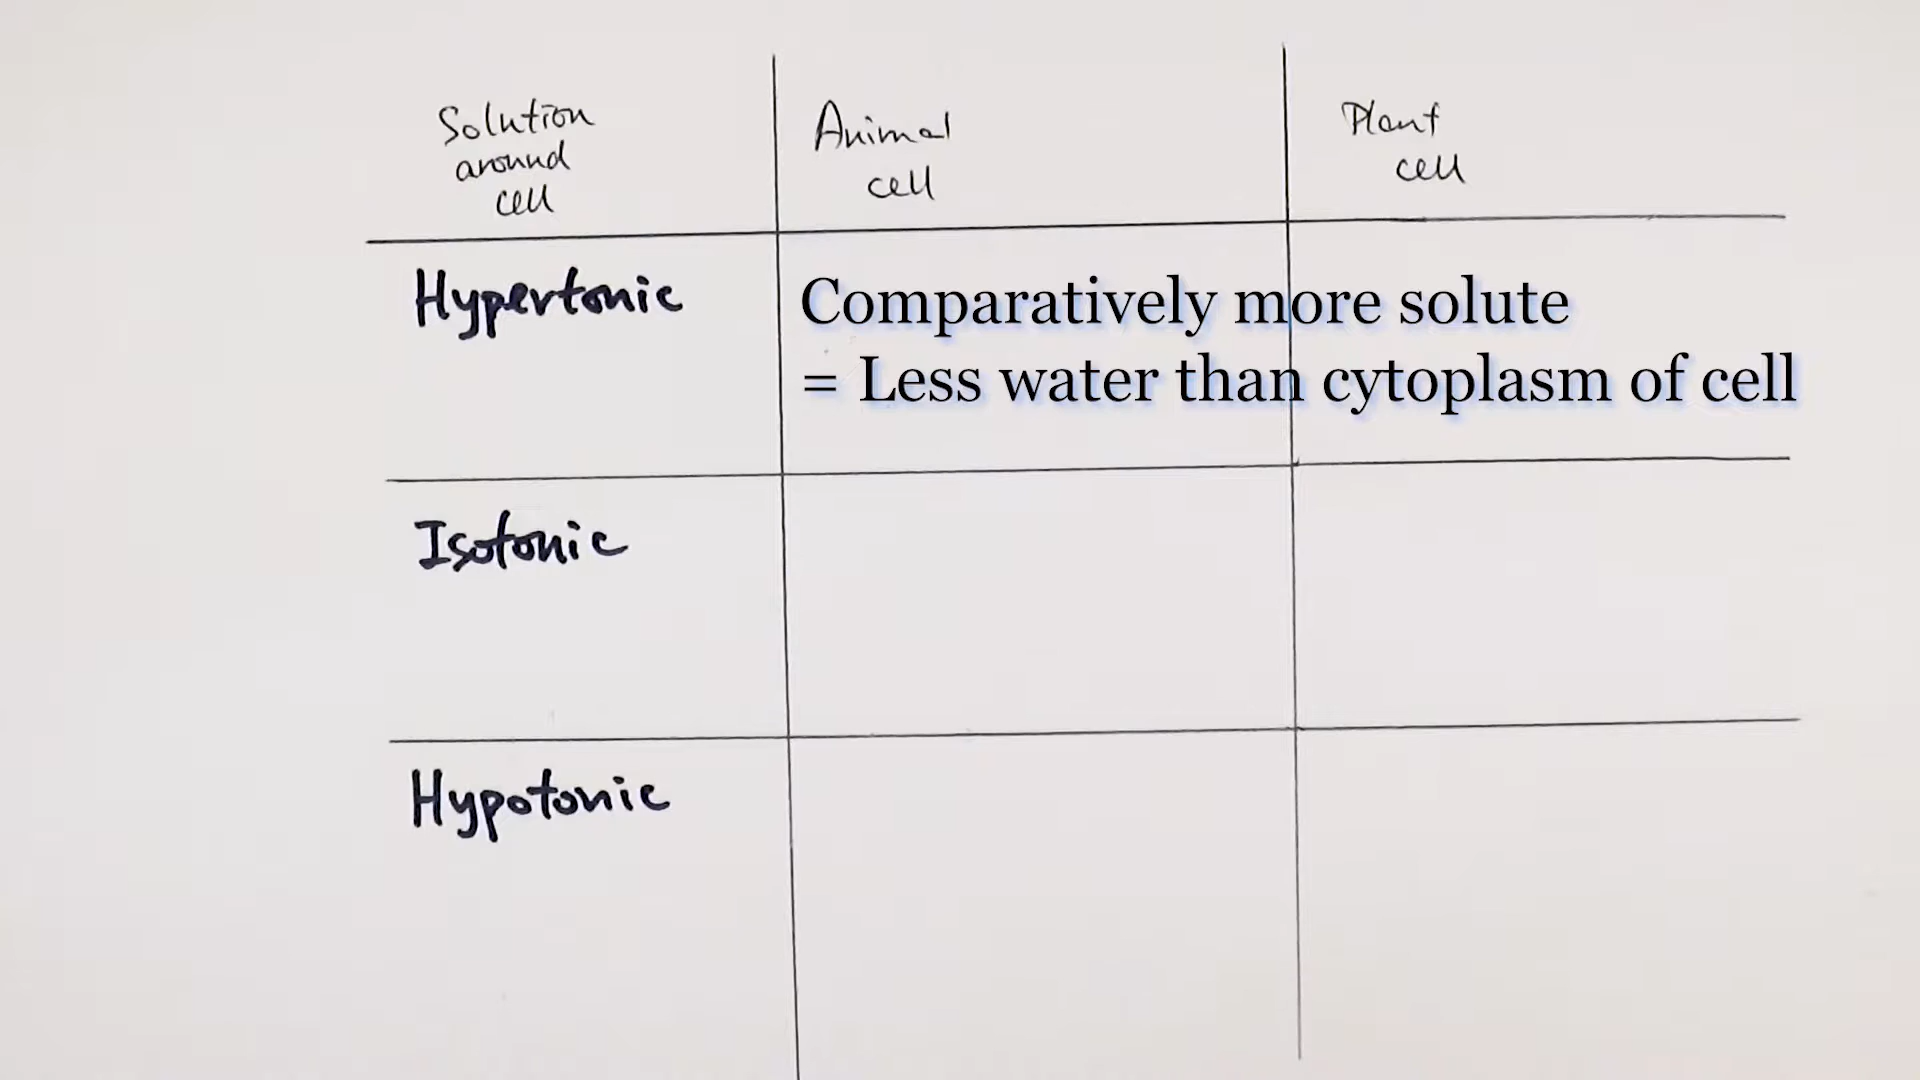 Solution
around
cell
Animal
cell
Plant
cell
Hypertonic
Comparatively more solute
= Less water than cytoplasm of cell
Isotonic
Hypotonic